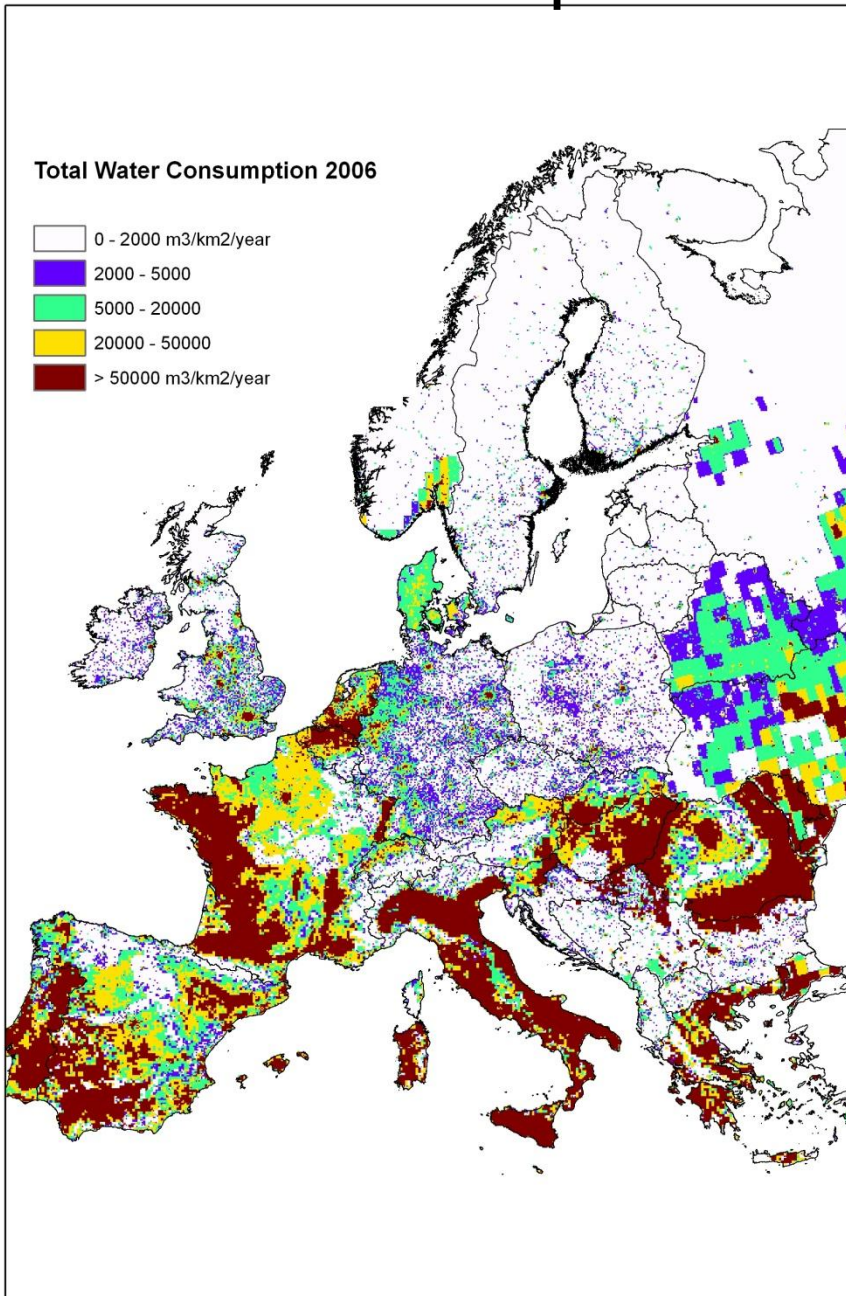 Total Water Consumption 2006
0 - 2000 m3/km2/year
2000 - 5000
5000 - 20000
20000 - 50000
> 50000 m3/km2/year